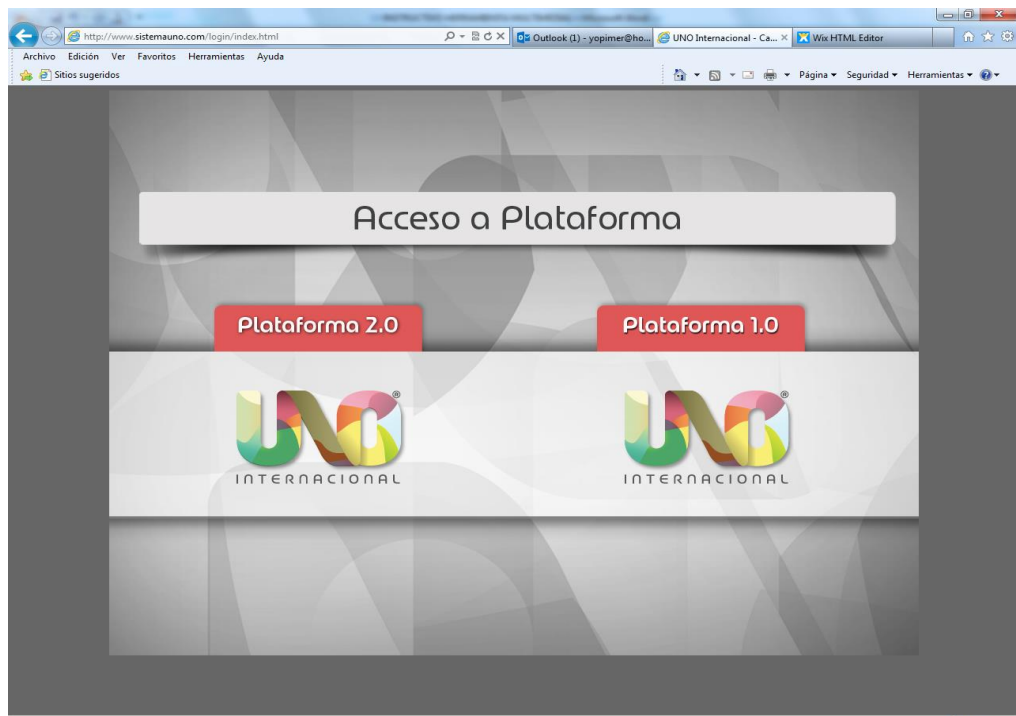 http://www.sistemauno.com/login/index.html
Outlook (1) - yopimer@ho...
UNO Internacional - Ca...
Wix HTML Editor
Archivo Edición Ver Favoritos Herramientas Ayuda
Sitios sugeridos
Página Seguridad Herramientas
Acceso a Plataforma
Plataforma 2.0
Plataforma 1.0
UNO®
INTERNACIONAL
UNO®
INTERNACIONAL